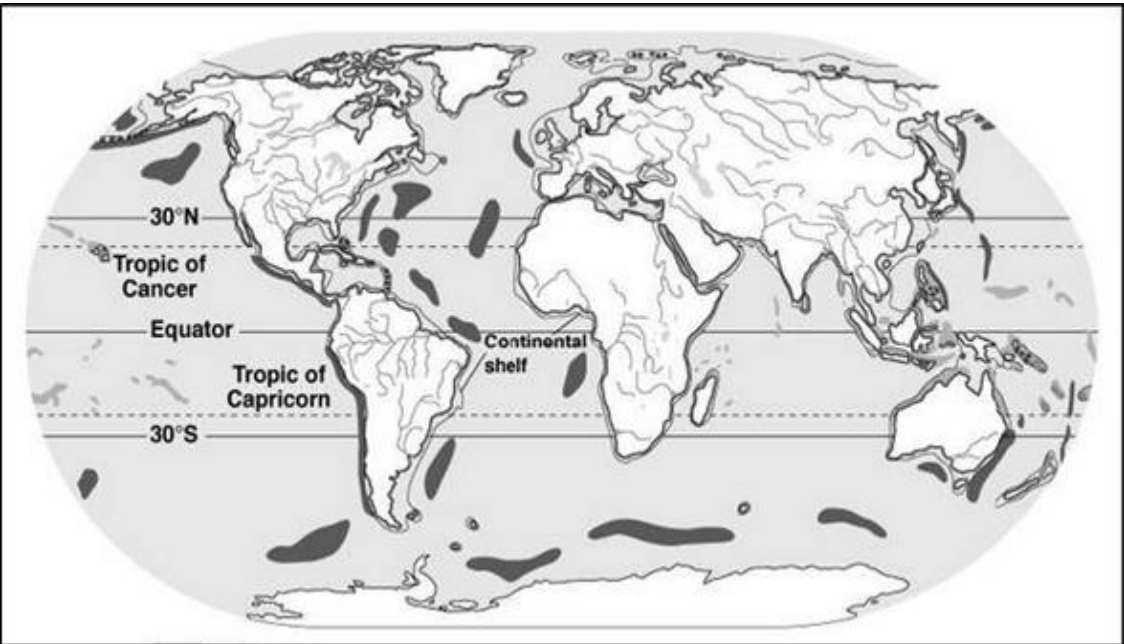 30°N
Tropic of
Cancer
Equator
Continental
shelf
Tropic of
Capricorn
30°S